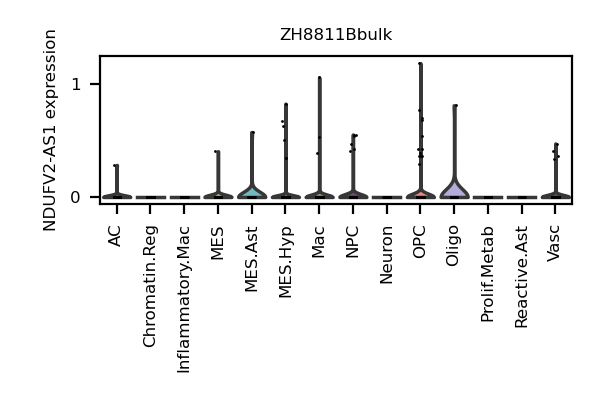 ZH8811Bbulk
NDUFV2-AS1 expression
1
0
AC
Chromatin.Reg
Inflammatory.Mac
MES
MES.Ast
MES.Hyp
Mac
NPC
Neuron
OPC
Oligo
Prolif.Metab
Reactive.Ast
Vasc